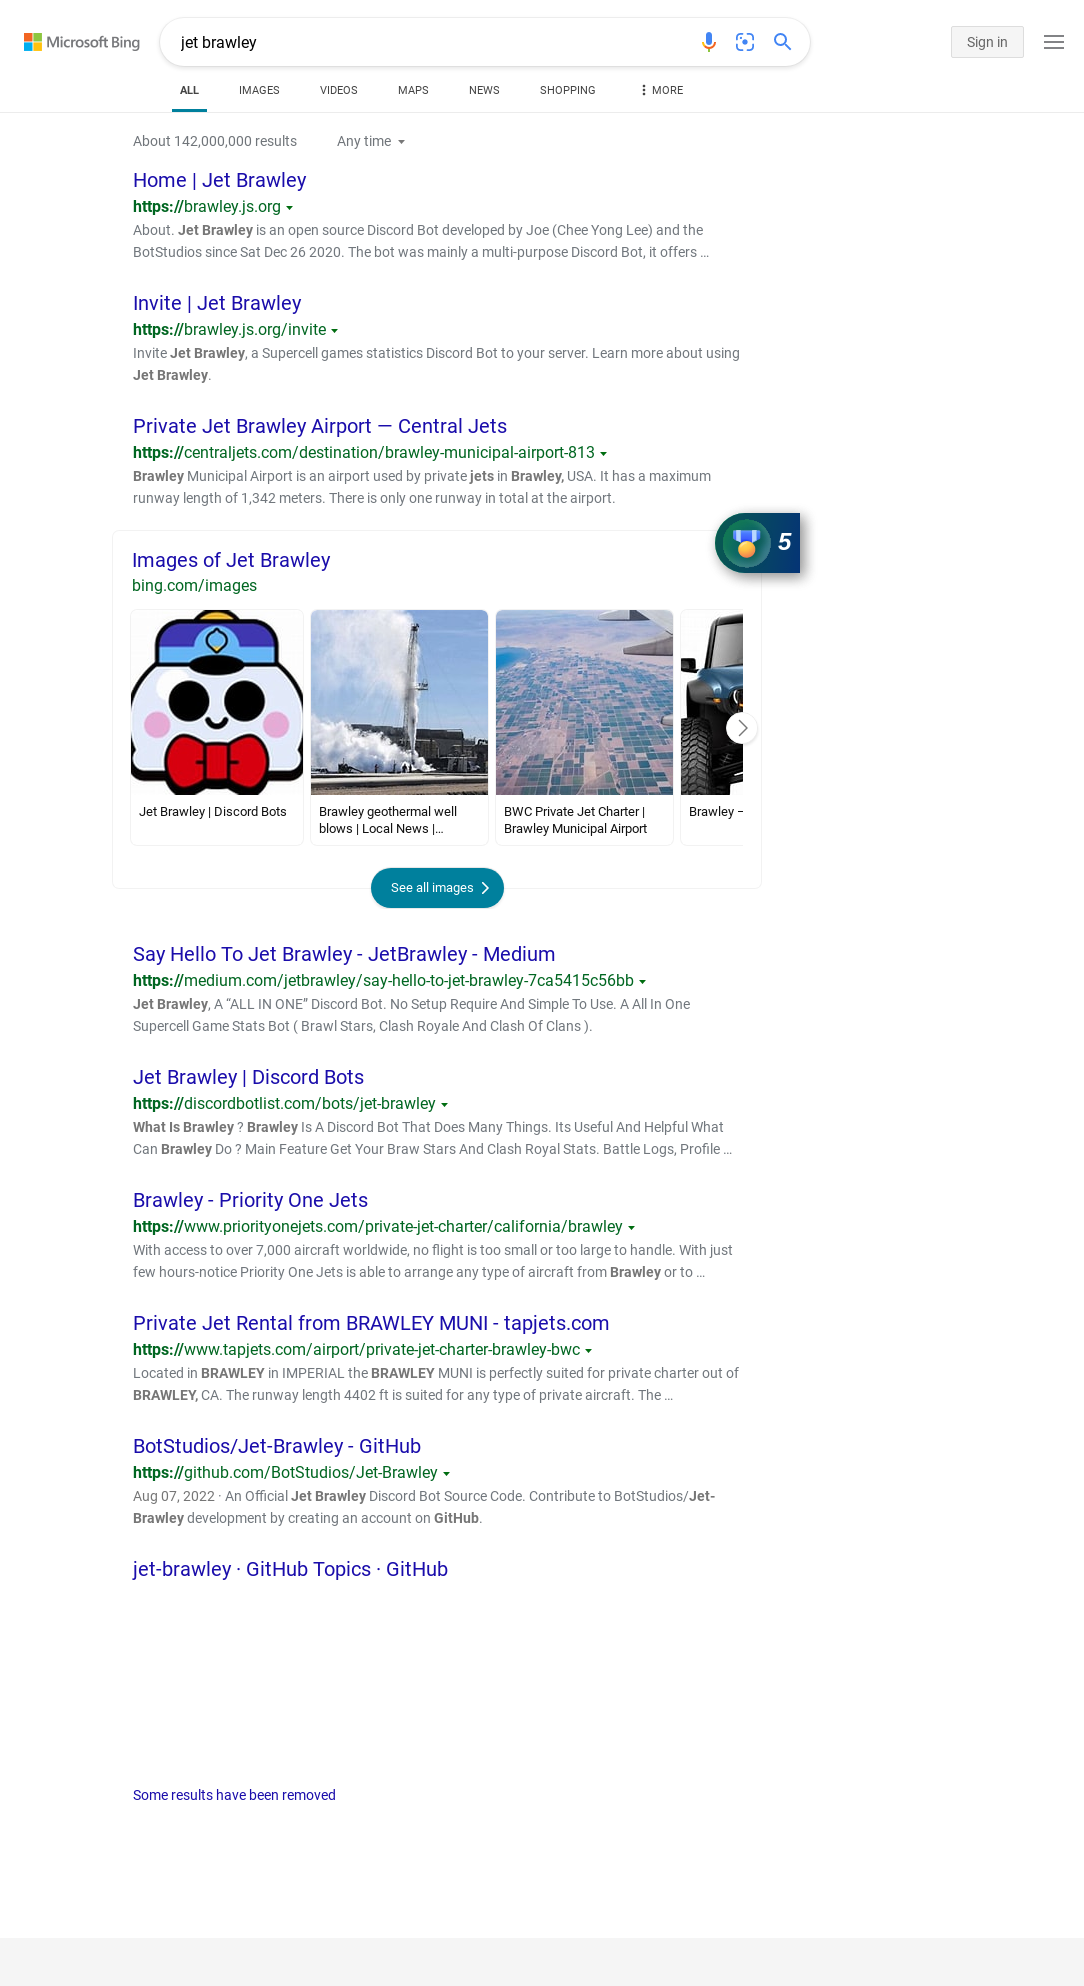 Microsoft Bing
jet brawley
Sign in
ALL IMAGES VIDEOS MAPS NEWS SHOPPING MORE
About 142,000,000 results Any time
Home | Jet Brawley
https://brawley.js.org
About. Jet Brawley is an open source Discord Bot developed by Joe (Chee Yong Lee) and the
BotStudios since Sat Dec 26 2020. The bot was mainly a multi-purpose Discord Bot, it offers …
Invite | Jet Brawley
https://brawley.js.org/invite
Invite Jet Brawley, a Supercell games statistics Discord Bot to your server. Learn more about using
Jet Brawley.
Private Jet Brawley Airport — Central Jets
https://centraljets.com/destination/brawley-municipal-airport-813
Brawley Municipal Airport is an airport used by private jets in Brawley, USA. It has a maximum
runway length of 1,342 meters. There is only one runway in total at the airport.
5
Images of Jet Brawley
bing.com/images
Jet Brawley | Discord Bots
Brawley geothermal well
blows | Local News |…
BWC Private Jet Charter |
Brawley Municipal Airport
Brawley –
See all images
Say Hello To Jet Brawley - JetBrawley - Medium
https://medium.com/jetbrawley/say-hello-to-jet-brawley-7ca5415c56bb
Jet Brawley, A “ALL IN ONE” Discord Bot. No Setup Require And Simple To Use. A All In One
Supercell Game Stats Bot ( Brawl Stars, Clash Royale And Clash Of Clans ).
Jet Brawley | Discord Bots
https://discordbotlist.com/bots/jet-brawley
What Is Brawley ? Brawley Is A Discord Bot That Does Many Things. Its Useful And Helpful What
Can Brawley Do ? Main Feature Get Your Braw Stars And Clash Royal Stats. Battle Logs, Profile …
Brawley - Priority One Jets
https://www.priorityonejets.com/private-jet-charter/california/brawley
With access to over 7,000 aircraft worldwide, no flight is too small or too large to handle. With just
few hours-notice Priority One Jets is able to arrange any type of aircraft from Brawley or to …
Private Jet Rental from BRAWLEY MUNI - tapjets.com
https://www.tapjets.com/airport/private-jet-charter-brawley-bwc
Located in BRAWLEY in IMPERIAL the BRAWLEY MUNI is perfectly suited for private charter out of
BRAWLEY, CA. The runway length 4402 ft is suited for any type of private aircraft. The …
BotStudios/Jet-Brawley - GitHub
https://github.com/BotStudios/Jet-Brawley
Aug 07, 2022 · An Official Jet Brawley Discord Bot Source Code. Contribute to BotStudios/Jet-
Brawley development by creating an account on GitHub.
jet-brawley · GitHub Topics · GitHub
Some results have been removed